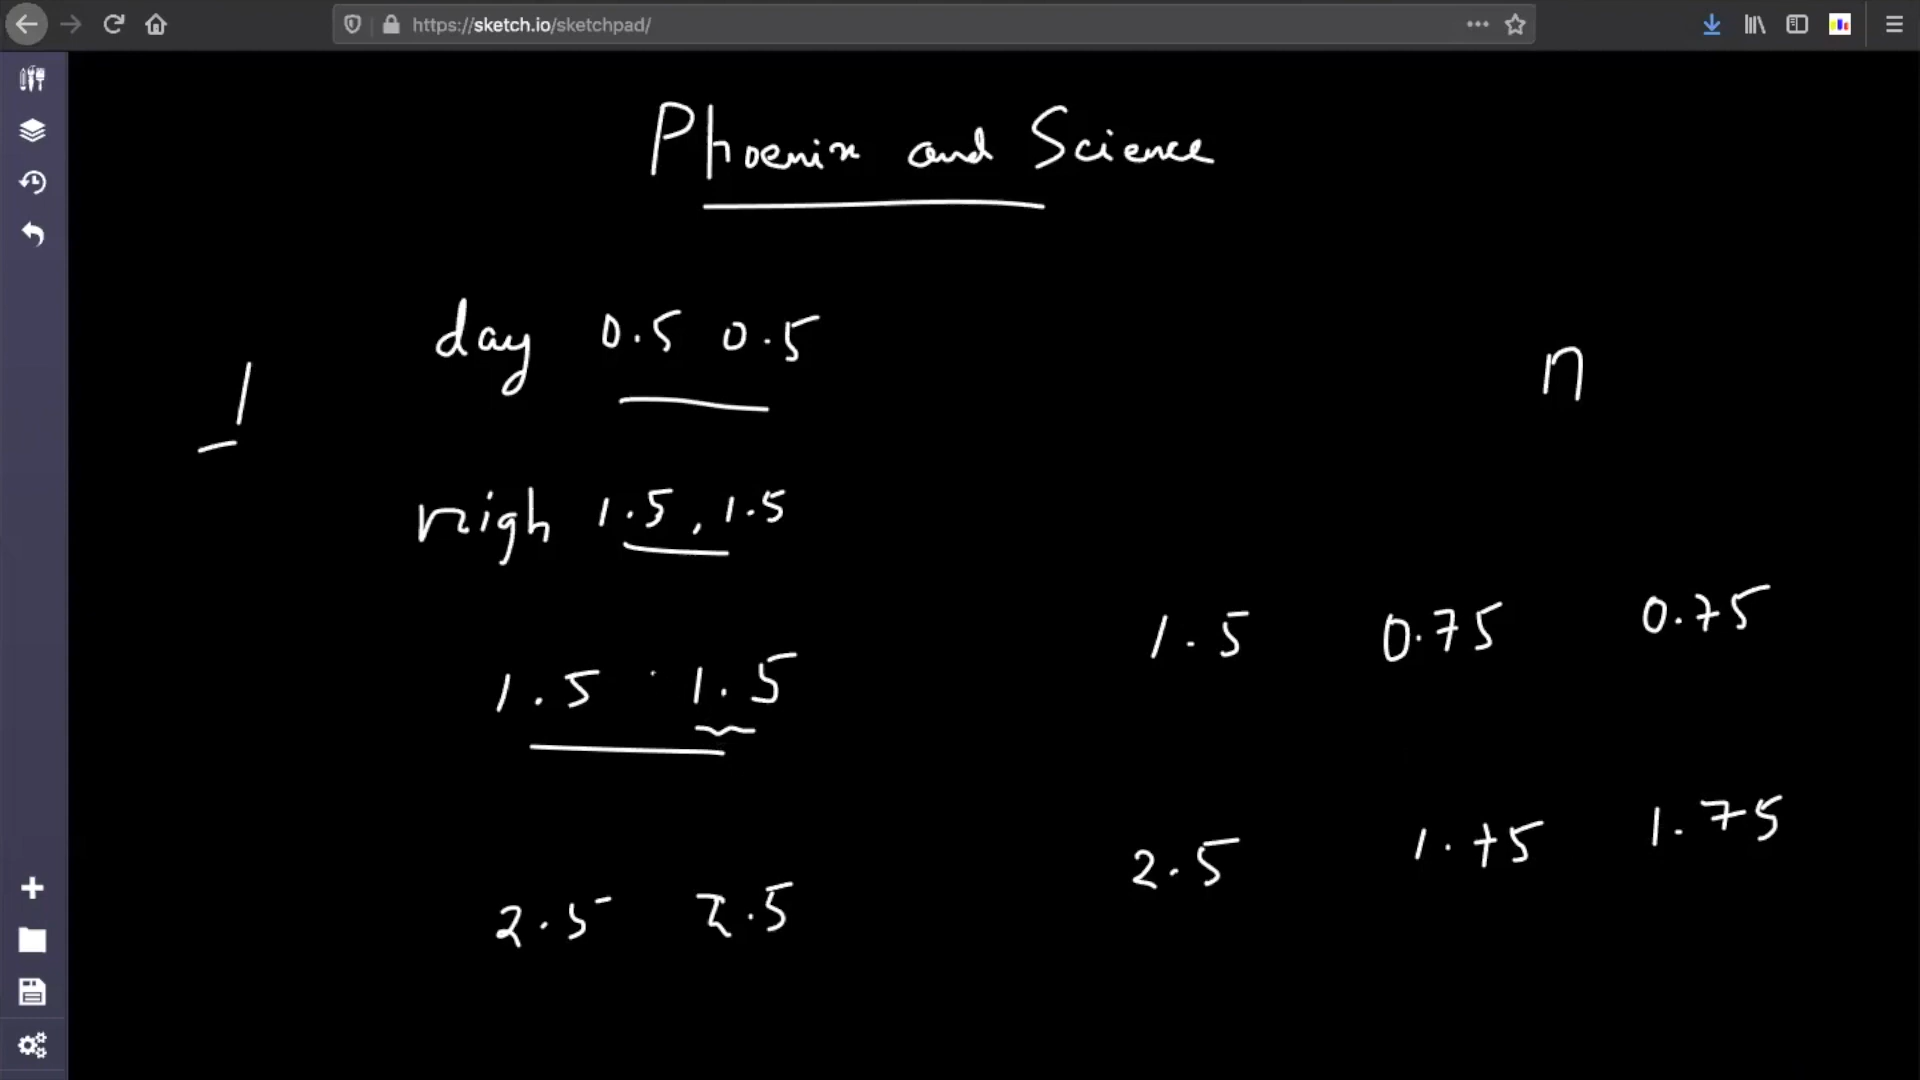 https://sketch.io/sketchpad/
Phoenix and Science
day 0.5 0.5
1
n
nigh 1.5, 1.5
1.5 0.75 0.75
1.5 1.5
2.5 1.75 1.75
2.5 2.5